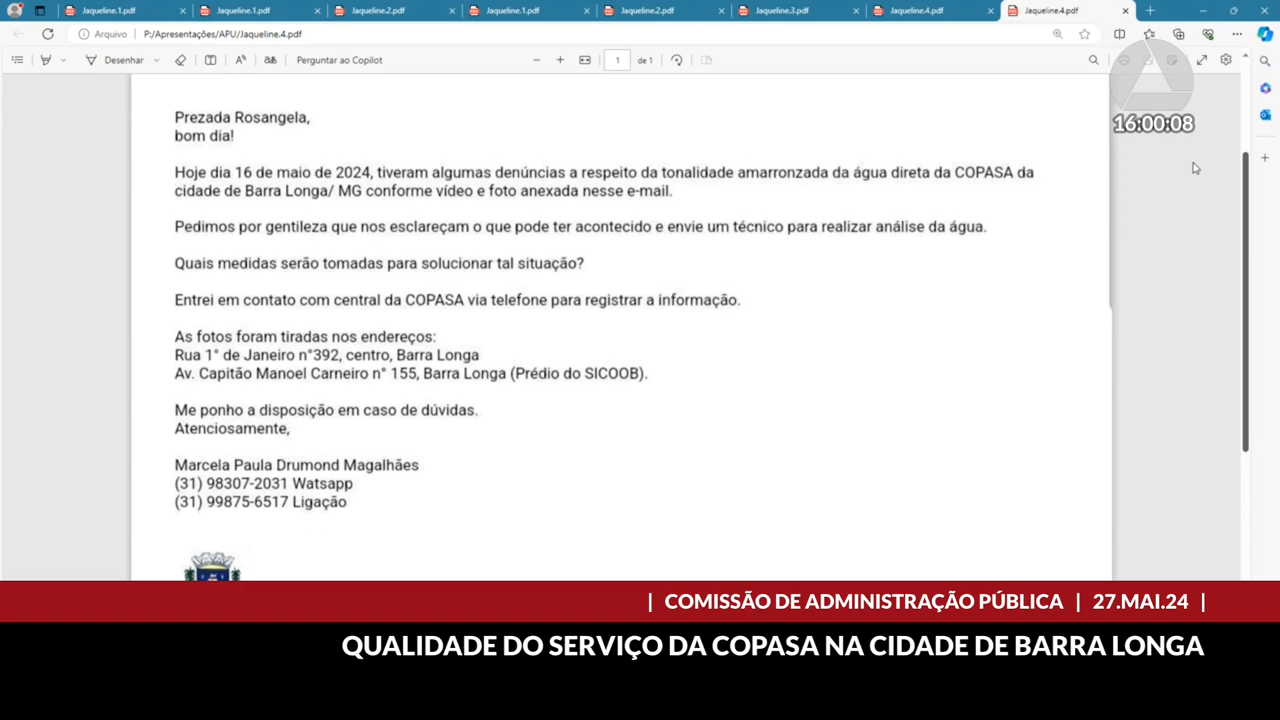 Jaqueline.1.pdf
Jaqueline.1.pdf
Jaqueline.2.pdf
Jaqueline.1.pdf
Jaqueline.2.pdf
Jaqueline.3.pdf
Jaqueline.4.pdf
Jaqueline.4.pdf
Arquivo P:/Apresentações/APU/Jaqueline.4.pdf
Desenhar
Perguntar ao Copilot
1 de 1
16:00:08
Prezada Rosangela,
bom dia!
Hoje dia 16 de maio de 2024, tiveram algumas denúncias a respeito da tonalidade amarronzada da água direta da COPASA da
cidade de Barra Longa/ MG conforme vídeo e foto anexada nesse e-mail.
Pedimos por gentileza que nos esclareçam o que pode ter acontecido e envie um técnico para realizar análise da água.
Quais medidas serão tomadas para solucionar tal situação?
Entrei em contato com central da COPASA via telefone para registrar a informação.
As fotos foram tiradas nos endereços:
Rua 1° de Janeiro n°392, centro, Barra Longa
Av. Capitão Manoel Carneiro n° 155, Barra Longa (Prédio do SICOOB).
Me ponho a disposição em caso de dúvidas.
Atenciosamente,
Marcela Paula Drumond Magalhães
(31) 98307-2031 Watsapp
(31) 99875-6517 Ligação
| COMISSÃO DE ADMINISTRAÇÃO PÚBLICA | 27.MAI.24 |
QUALIDADE DO SERVIÇO DA COPASA NA CIDADE DE BARRA LONGA